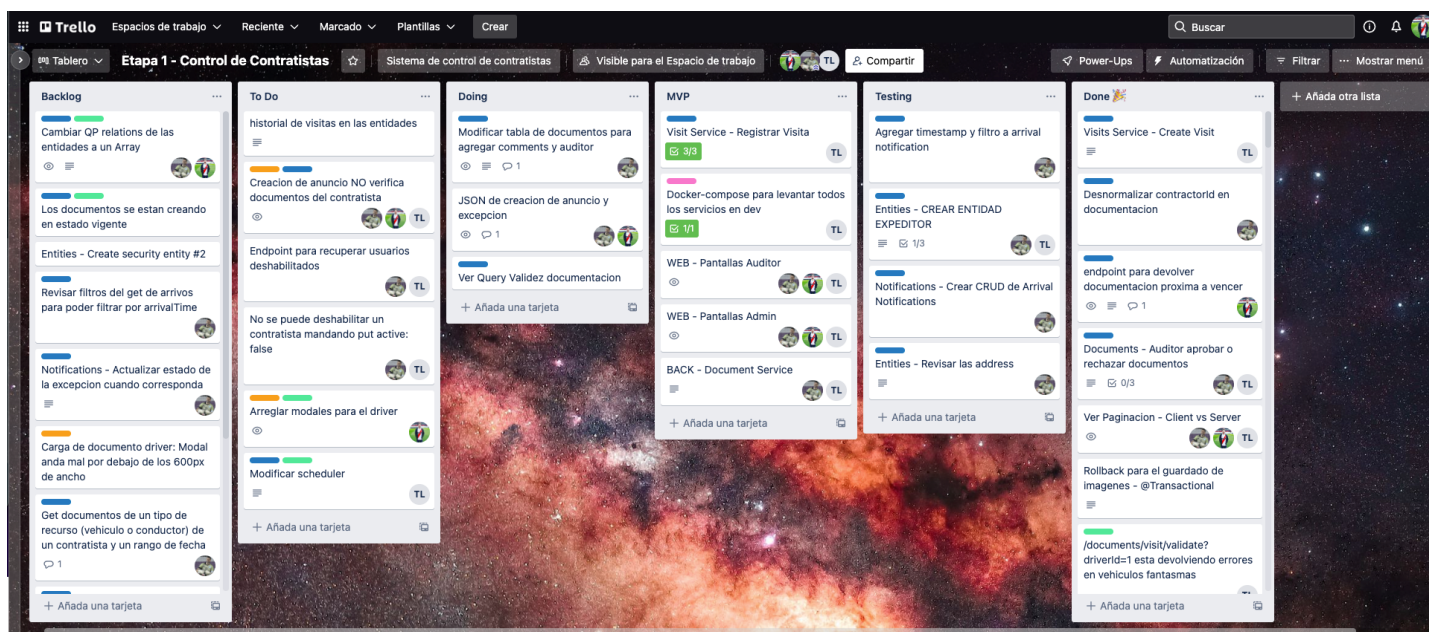 Trello
Espacios de trabajo
Reciente
Marcado
Plantillas
Crear
Buscar
Tablero
Etapa 1 - Control de Contratistas
Sistema de control de contratistas
Visible para el Espacio de trabajo
TL
Compartir
Power-Ups
Automatización
Filtrar
Mostrar menú
Backlog
Cambiar QP relations de las
entidades a un Array
Los documentos se estan creando
en estado vigente
Entities - Create security entity #2
Revisar filtros del get de arrivos
para poder filtrar por arrivalTime
Notifications - Actualizar estado de
la excepcion cuando corresponda
Carga de documento driver: Modal
anda mal por debajo de los 600px
de ancho
Get documentos de un tipo de
recurso (vehiculo o conductor) de
un contratista y un rango de fecha
1
+ Añada una tarjeta
To Do
historial de visitas en las entidades
Creacion de anuncio NO verifica
documentos del contratista
TL
Endpoint para recuperar usuarios
deshabilitados
TL
No se puede deshabilitar un
contratista mandando put active:
false
TL
Arreglar modales para el driver
Modificar scheduler
TL
+ Añada una tarjeta
Doing
Modificar tabla de documentos para
agregar comments y auditor
1
JSON de creacion de anuncio y
excepcion
1
Ver Query Validez documentacion
+ Añada una tarjeta
MVP
Visit Service - Registrar Visita
3/3
TL
Docker-compose para levantar todos
los servicios en dev
1/1
TL
WEB - Pantallas Auditor
TL
WEB - Pantallas Admin
TL
BACK - Document Service
TL
+ Añada una tarjeta
Testing
Agregar timestamp y filtro a arrival
notification
Entities - CREAR ENTIDAD
EXPEDITOR
1/3
TL
Notifications - Crear CRUD de Arrival
Notifications
Entities - Revisar las address
+ Añada una tarjeta
Done 🎉
Visits Service - Create Visit
TL
Desnormalizar contractorId en
documentacion
endpoint para devolver
documentacion proxima a vencer
1
Documents - Auditor aprobar o
rechazar documentos
0/3
TL
Ver Paginacion - Client vs Server
TL
Rollback para el guardado de
imagenes - @Transactional
/documents/visit/validate?
driverId=1 esta devolviendo errores
en vehiculos fantasmas
TL
+ Añada una tarjeta
+ Añada otra lista